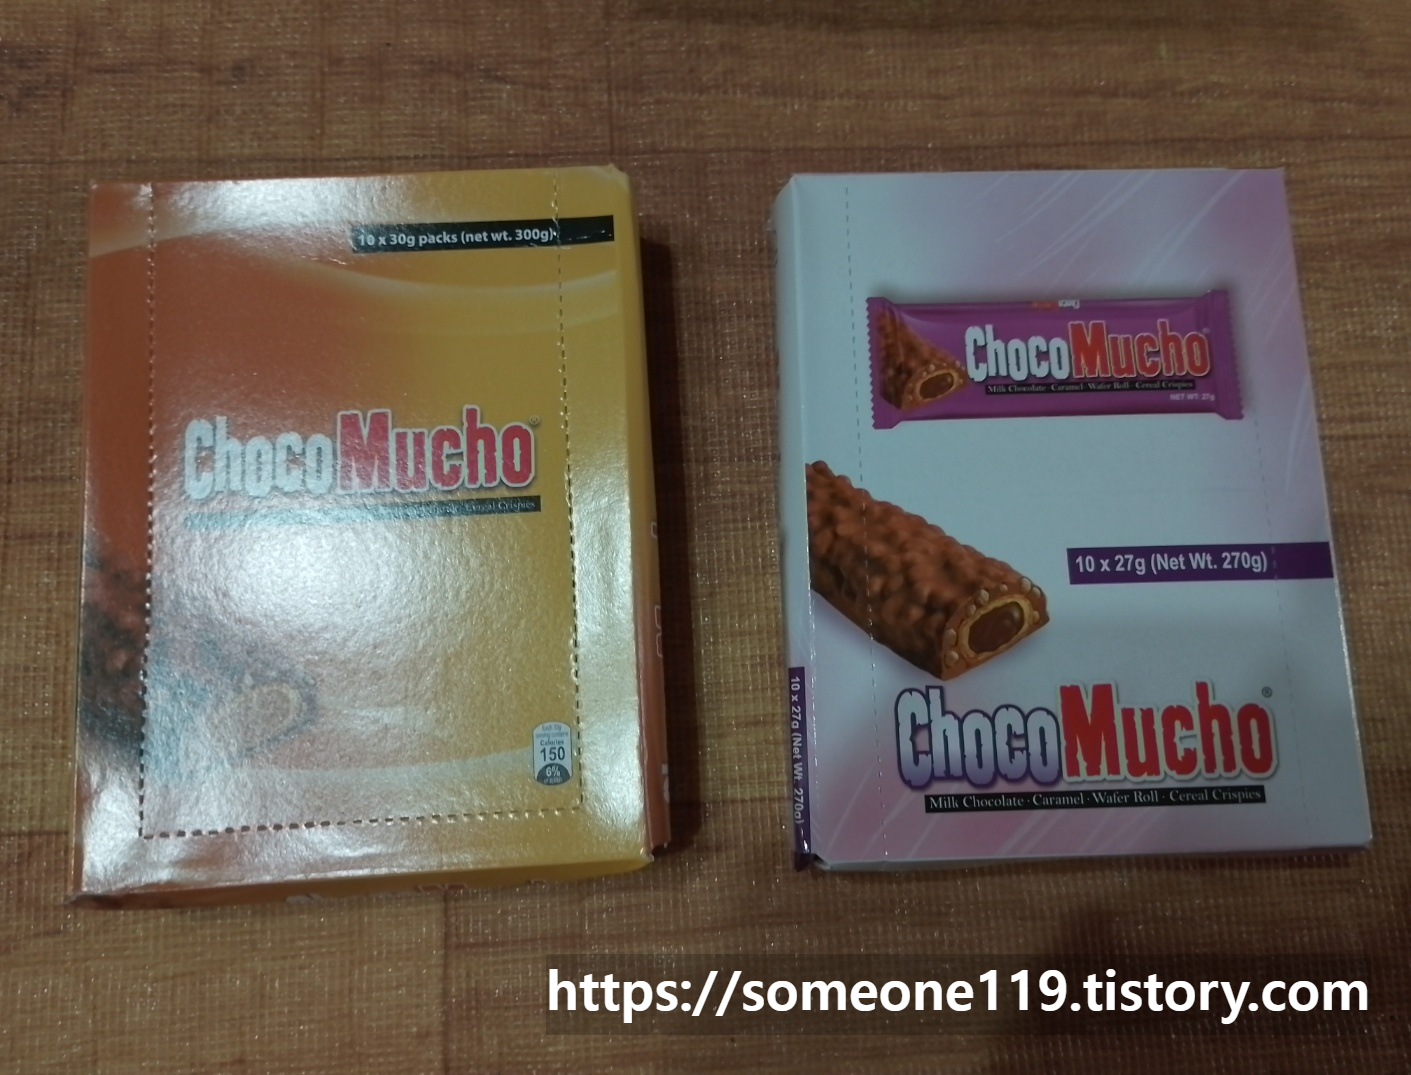 10 x 30g packs (net wt. 300g)
ChocoMucho®
Cereal Crispies
Calories
150
6%
ChocoMucho
Milk Chocolate · Caramel · Wafer Roll · Cereal Crispies
NET WT. 27g
10 x 27g (Net Wt. 270g)
10 x 27g (Net Wt. 270g)
ChocoMucho®
Milk Chocolate · Caramel · Wafer Roll · Cereal Crispies
https://someone119.tistory.com